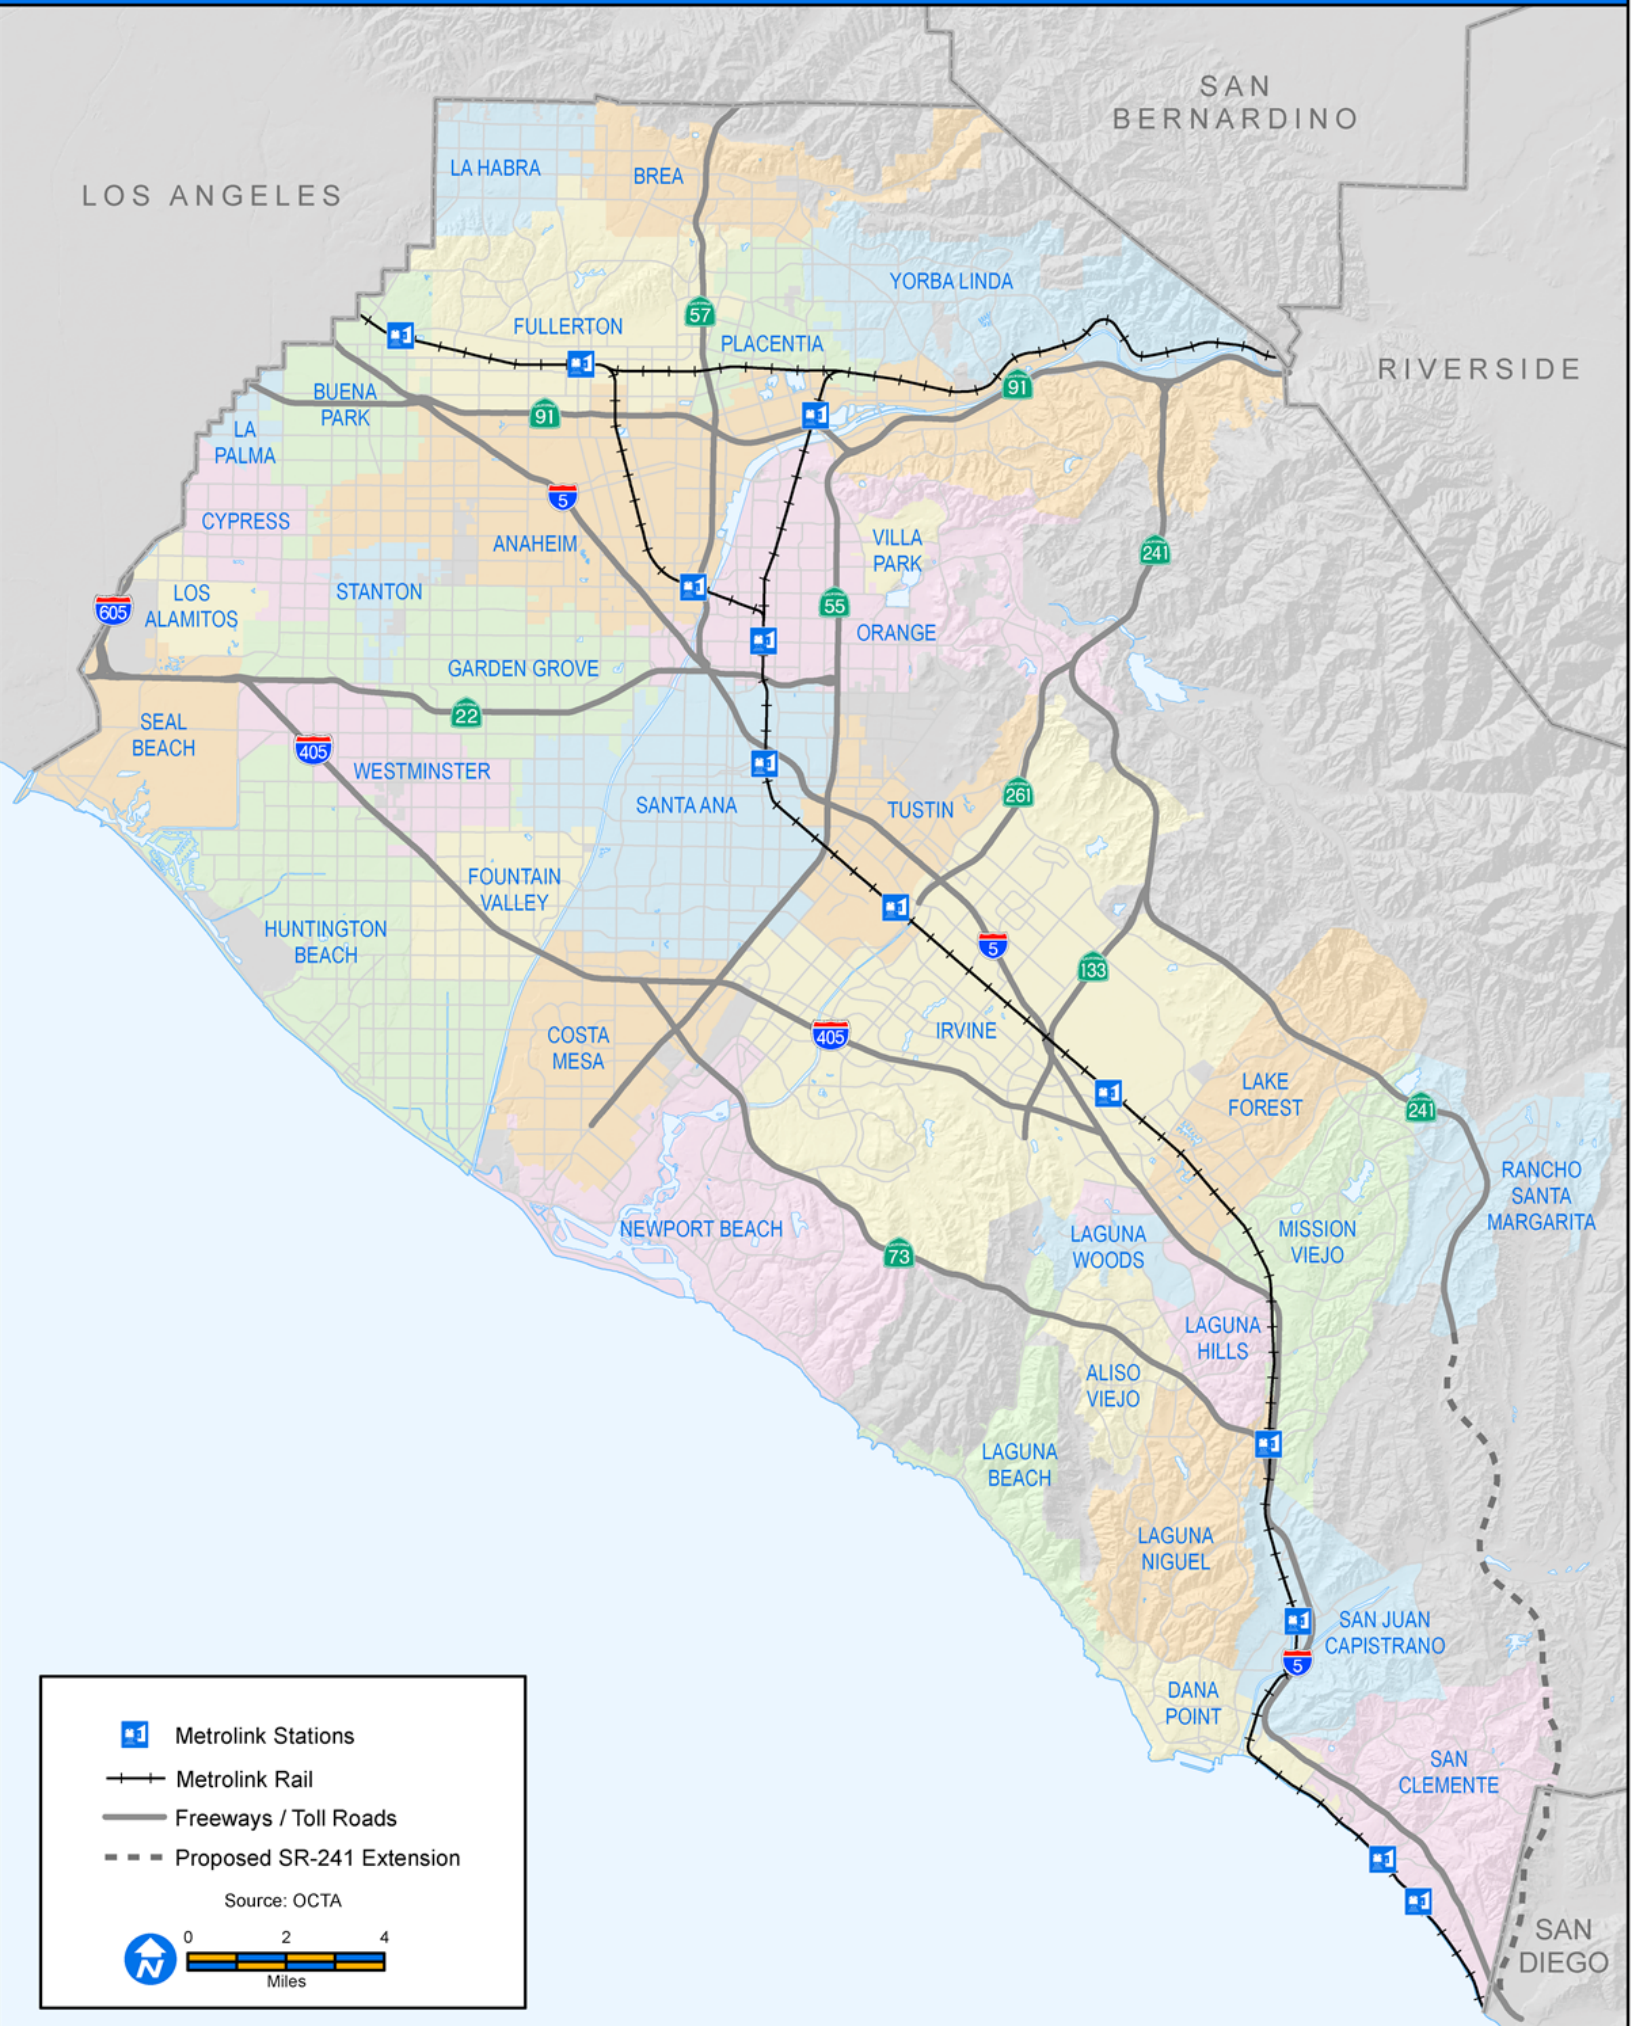 SAN
BERNARDINO
LOS ANGELES
LA HABRA
BREA
YORBA LINDA
57
FULLERTON
PLACENTIA
RIVERSIDE
BUENA
PARK
91
91
LA
PALMA
5
CYPRESS
ANAHEIM
VILLA
PARK
241
STANTON
LOS
ALAMITOS
605
55
ORANGE
GARDEN GROVE
22
SEAL
BEACH
405
WESTMINSTER
SANTA ANA
TUSTIN
261
FOUNTAIN
VALLEY
HUNTINGTON
BEACH
5
133
COSTA
MESA
405
IRVINE
LAKE
FOREST
241
RANCHO
SANTA
MARGARITA
NEWPORT BEACH
73
LAGUNA
WOODS
MISSION
VIEJO
LAGUNA
HILLS
ALISO
VIEJO
LAGUNA
BEACH
LAGUNA
NIGUEL
SAN JUAN
CAPISTRANO
5
DANA
POINT
SAN
CLEMENTE
SAN
DIEGO
Metrolink Stations
Metrolink Rail
Freeways / Toll Roads
Proposed SR-241 Extension
Source: OCTA
N
0 2 4
Miles